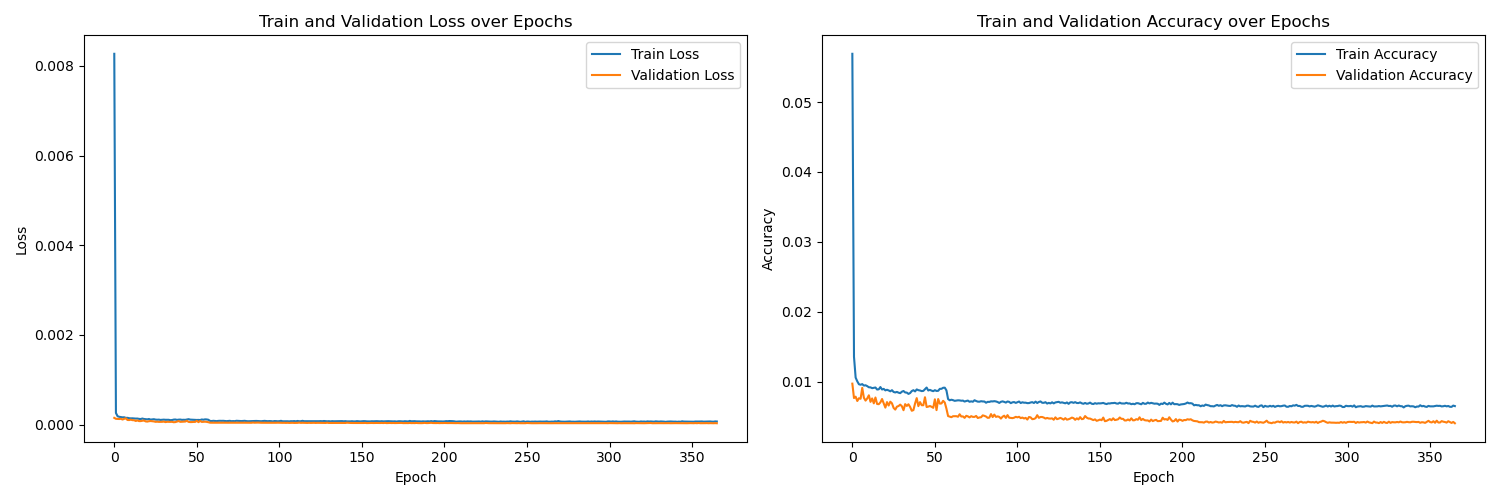 Train and Validation Loss over Epochs
Train Loss
Validation Loss
0.008
0.006
0.004
0.002
0.000
Loss
0
50
100
150
200
250
300
350
Epoch
Train and Validation Accuracy over Epochs
Train Accuracy
Validation Accuracy
0.05
0.04
0.03
0.02
0.01
Accuracy
0
50
100
150
200
250
300
350
Epoch